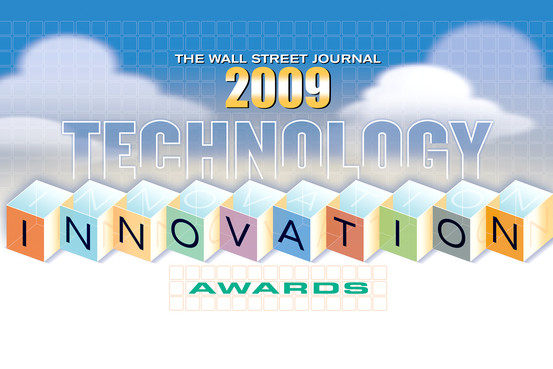 THE WALL STREET JOURNAL
2009
TECHNOLOGY
INNOVATION
AWARDS